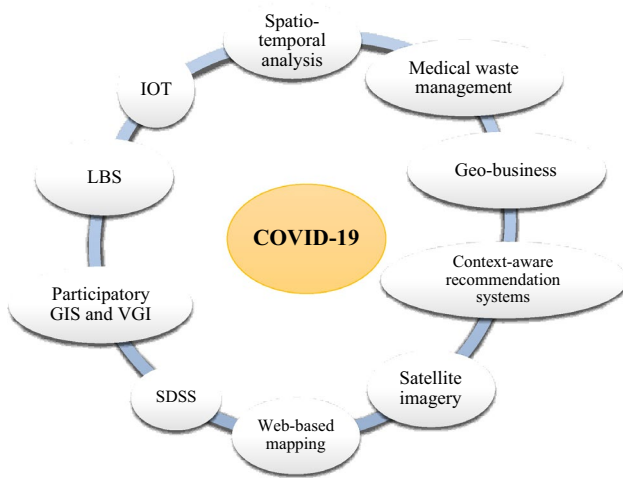 Spatio-
temporal
analysis
Medical waste
management
Geo-business
Context-aware
recommendation
systems
Satellite
imagery
Web-based
mapping
SDSS
Participatory
GIS and VGI
LBS
IOT
COVID-19